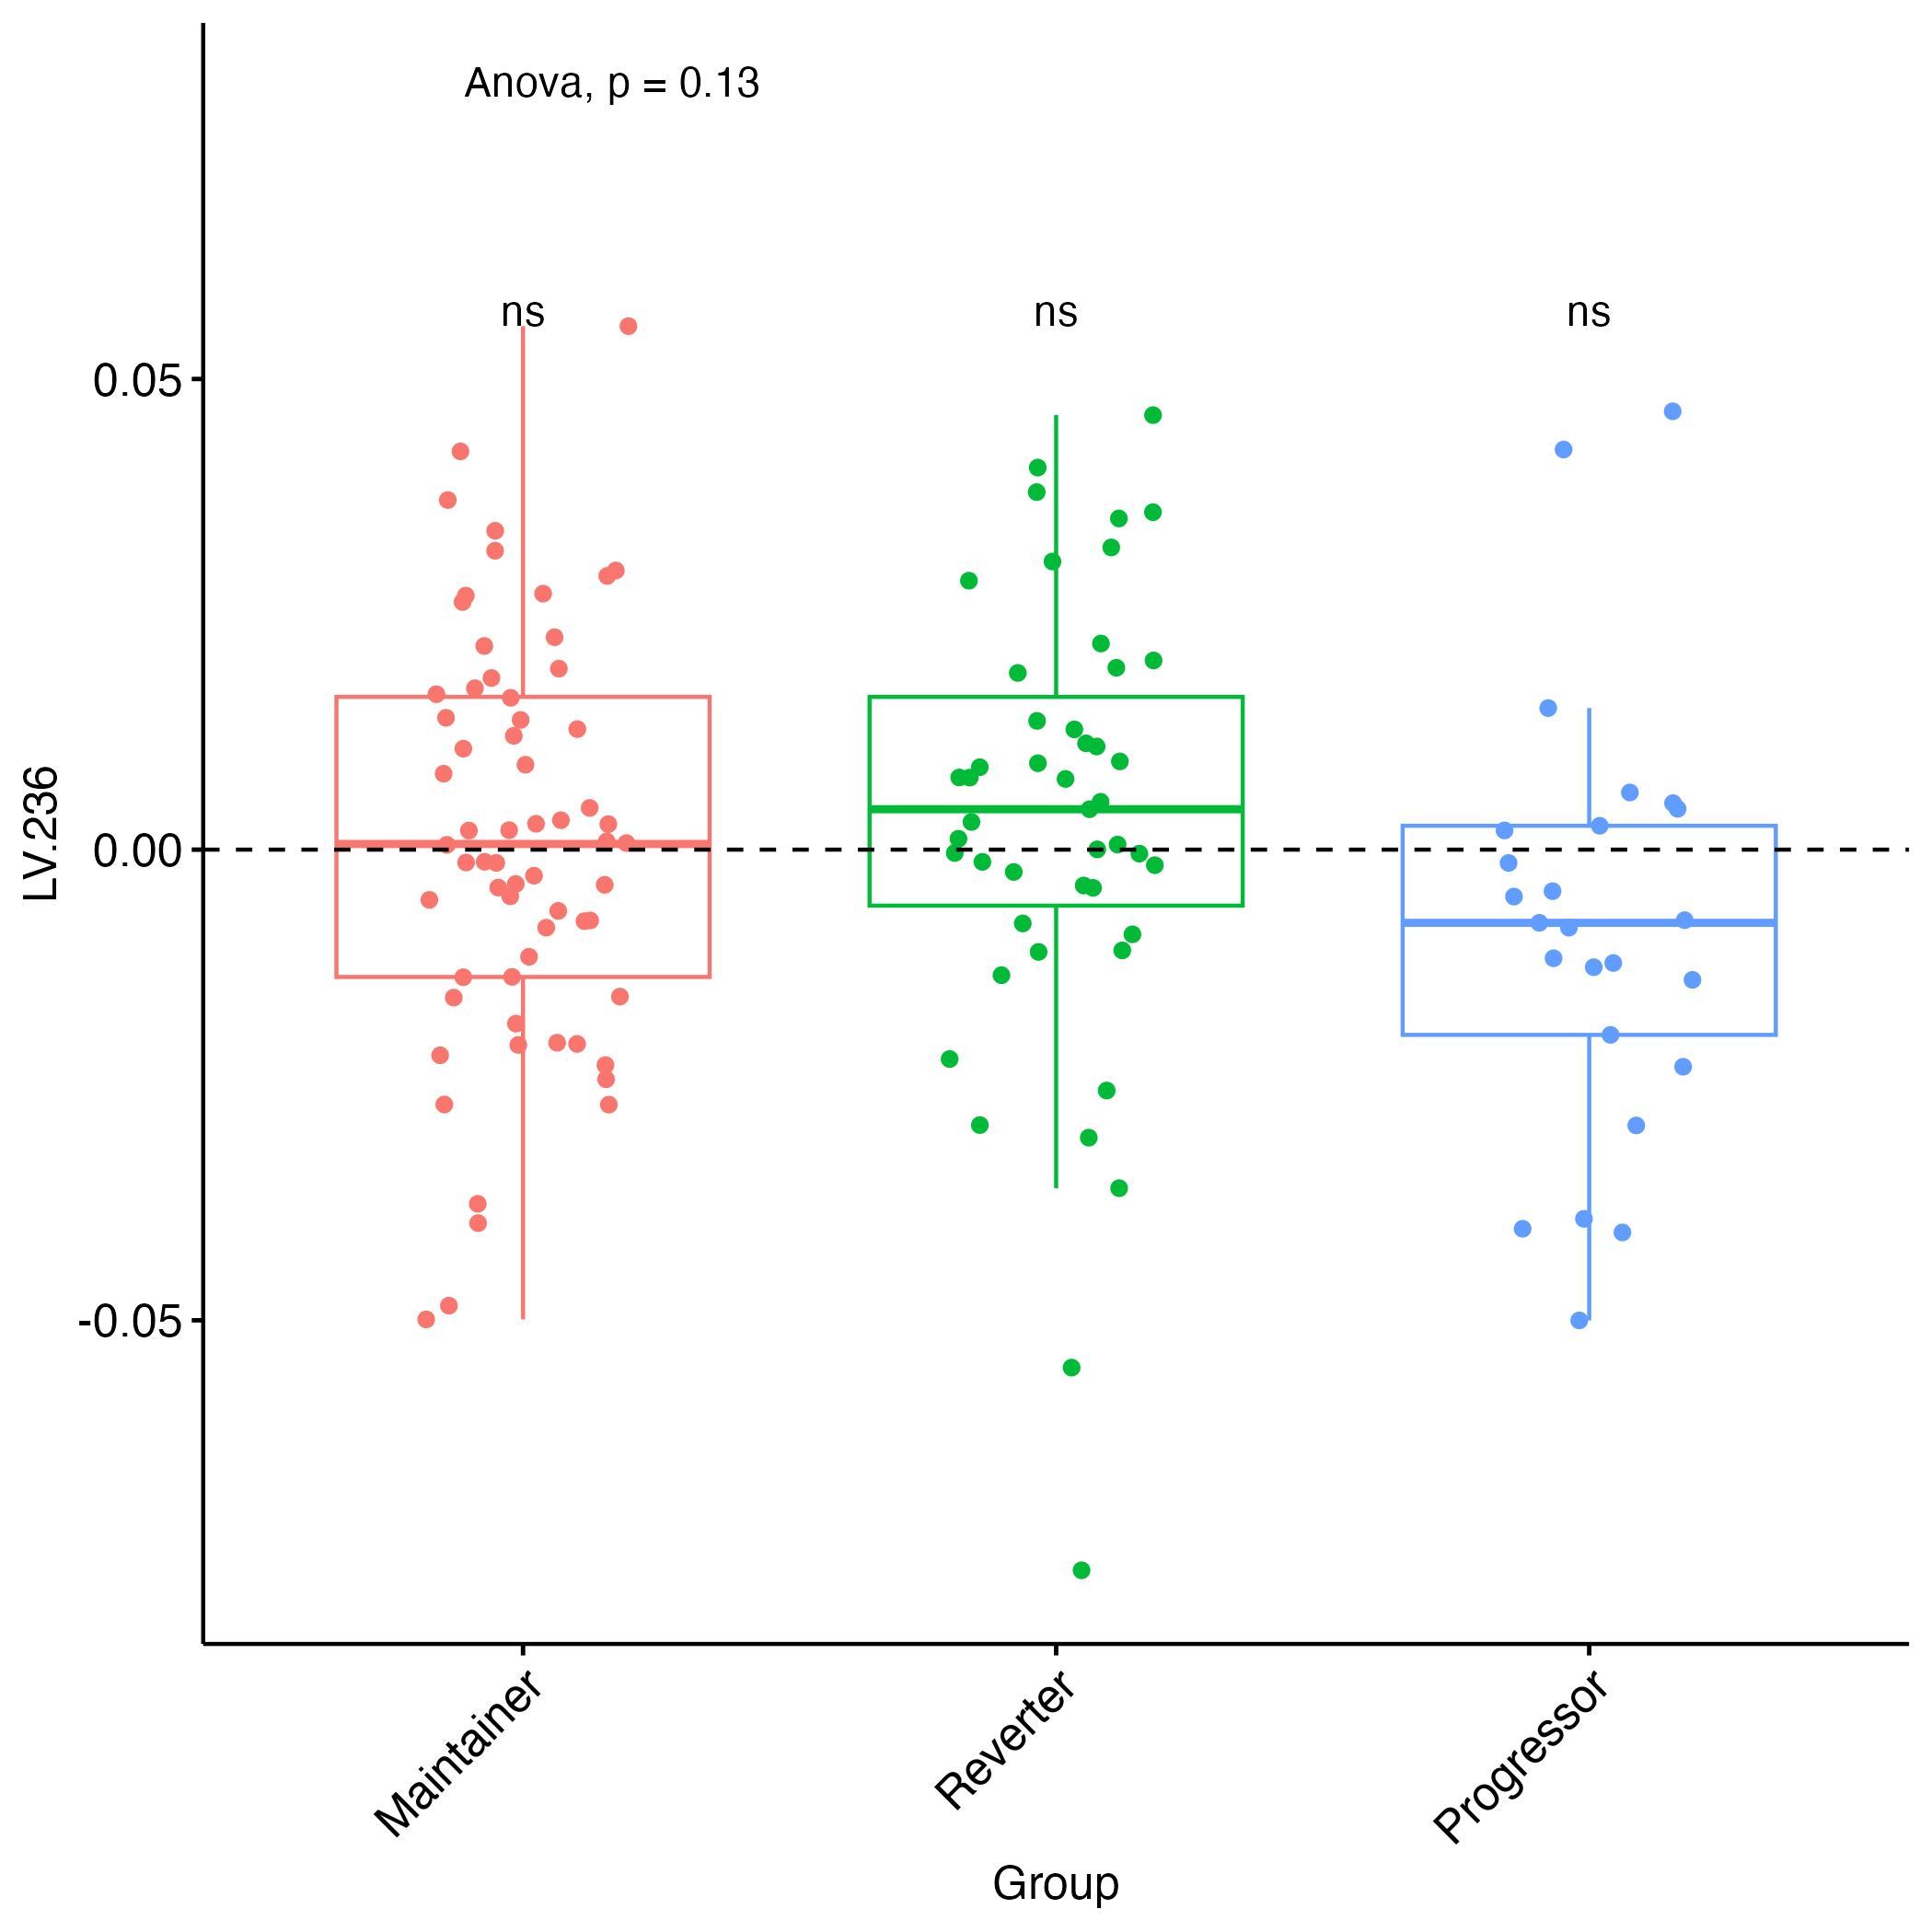 Anova, p = 0.13
ns ns ns
0.05
0.00
-0.05
LV.236
Maintainer
Reverter
Progressor
Group